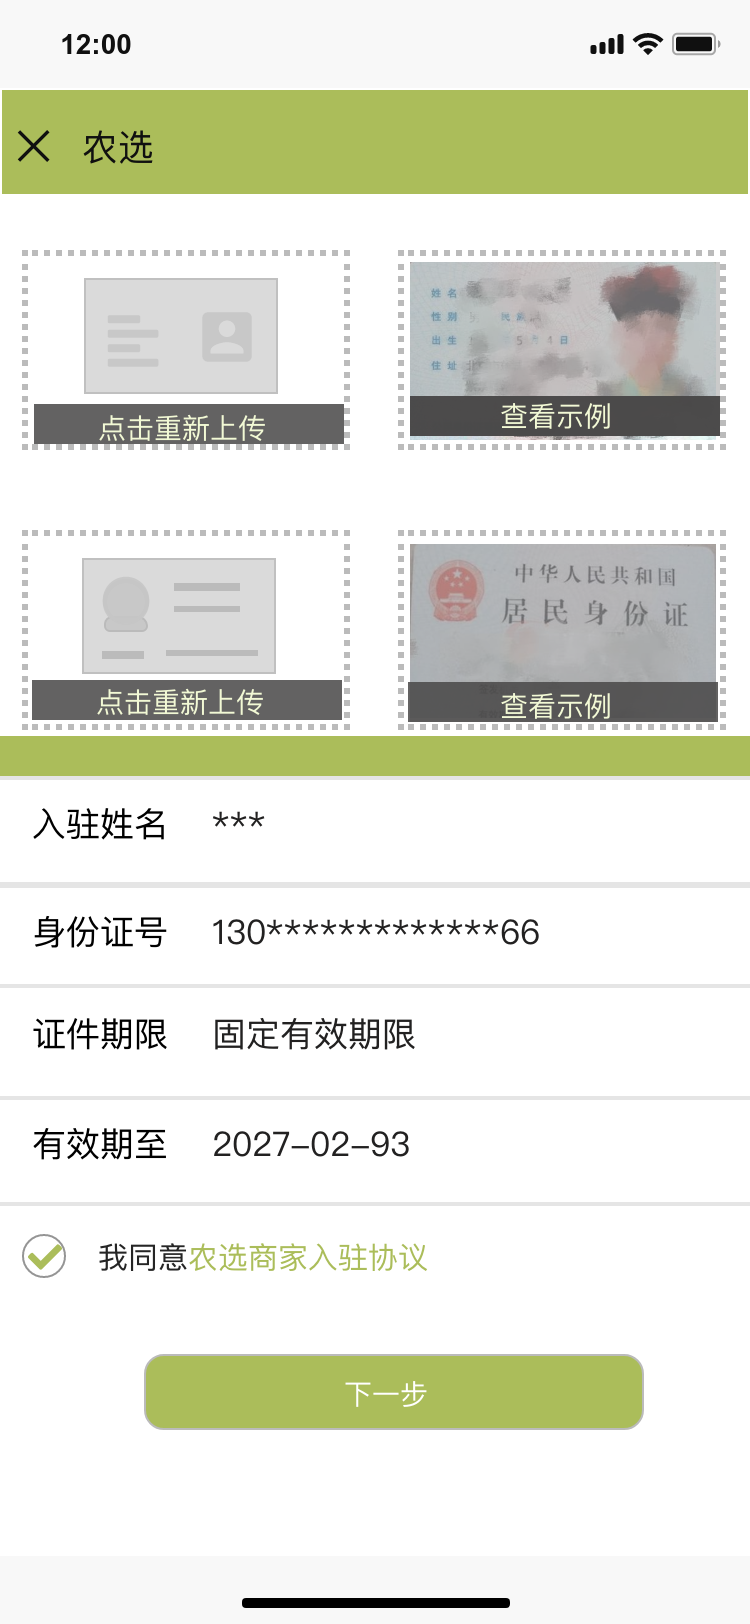 12:00
农选
姓名
性别
出生 5 1日
住址
点击重新上传
查看示例
中华人民共和国
居民身份证
点击重新上传
查看示例
入驻姓名 ***
身份证号 130*************66
证件期限 固定有效期限
有效期至 2027-02-93
我同意农选商家入驻协议
下一步